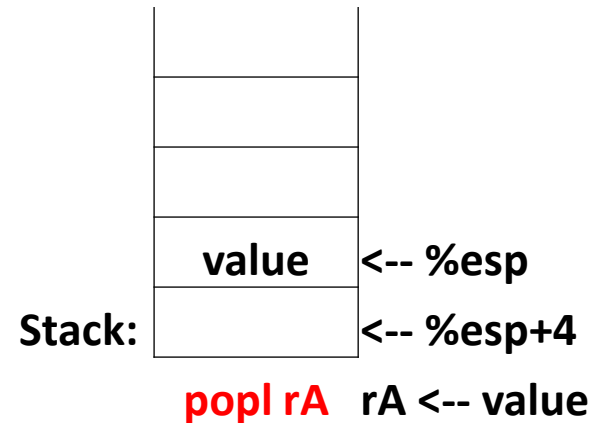 value <-- %esp
Stack: <-- %esp+4
popl rA rA <-- value